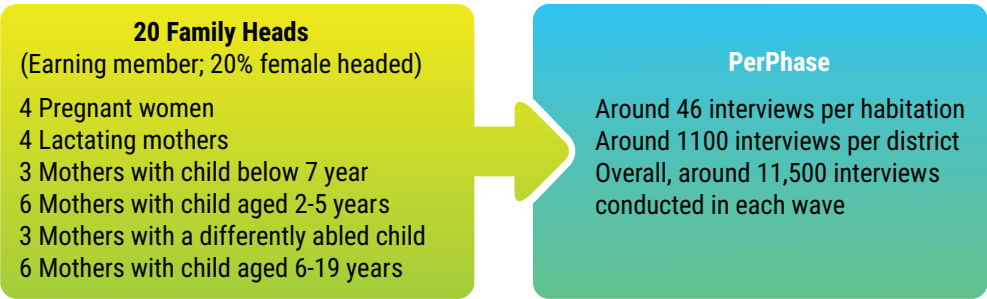 20 Family Heads
(Earning member; 20% female headed)
4 Pregnant women
4 Lactating mothers
3 Mothers with child below 7 year
6 Mothers with child aged 2-5 years
3 Mothers with a differently abled child
6 Mothers with child aged 6-19 years
PerPhase
Around 46 interviews per habitation
Around 1100 interviews per district
Overall, around 11,500 interviews
conducted in each wave